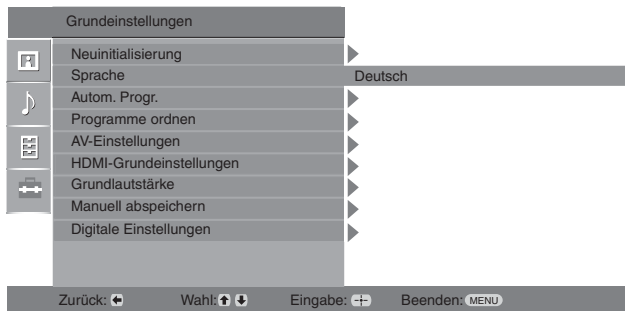 Grundeinstellungen
Neuinitialisierung
Sprache Deutsch
Autom. Progr.
Programme ordnen
AV-Einstellungen
HDMI-Grundeinstellungen
Grundlautstärke
Manuell abspeichern
Digitale Einstellungen
Zurück: Wahl: Eingabe: Beenden: MENU